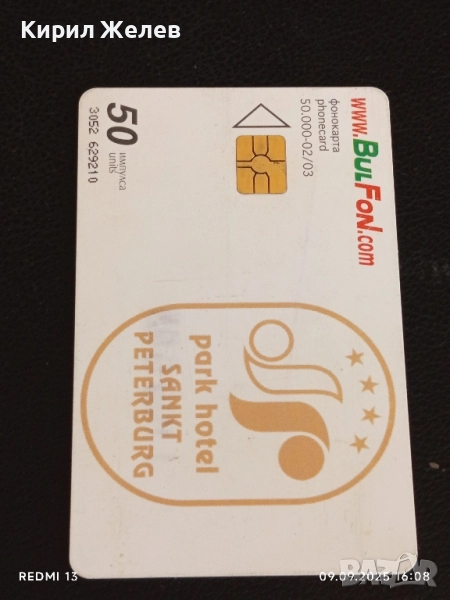 Кирил Желев
www.BULFON.com
фонокарта
phonecard
50.000-02/03
50 импулса
units
3052 629210
park hotel
SANKT
PETERBURG
REDMI 13
09.09.2025 16:08
BAZAR